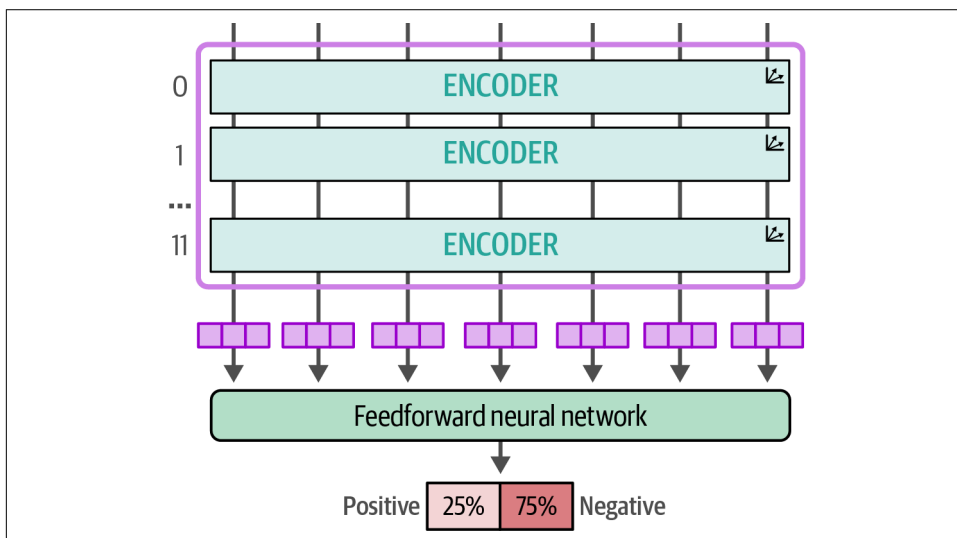 0 ENCODER
1 ENCODER
...
11 ENCODER
Feedforward neural network
Positive 25% 75% Negative